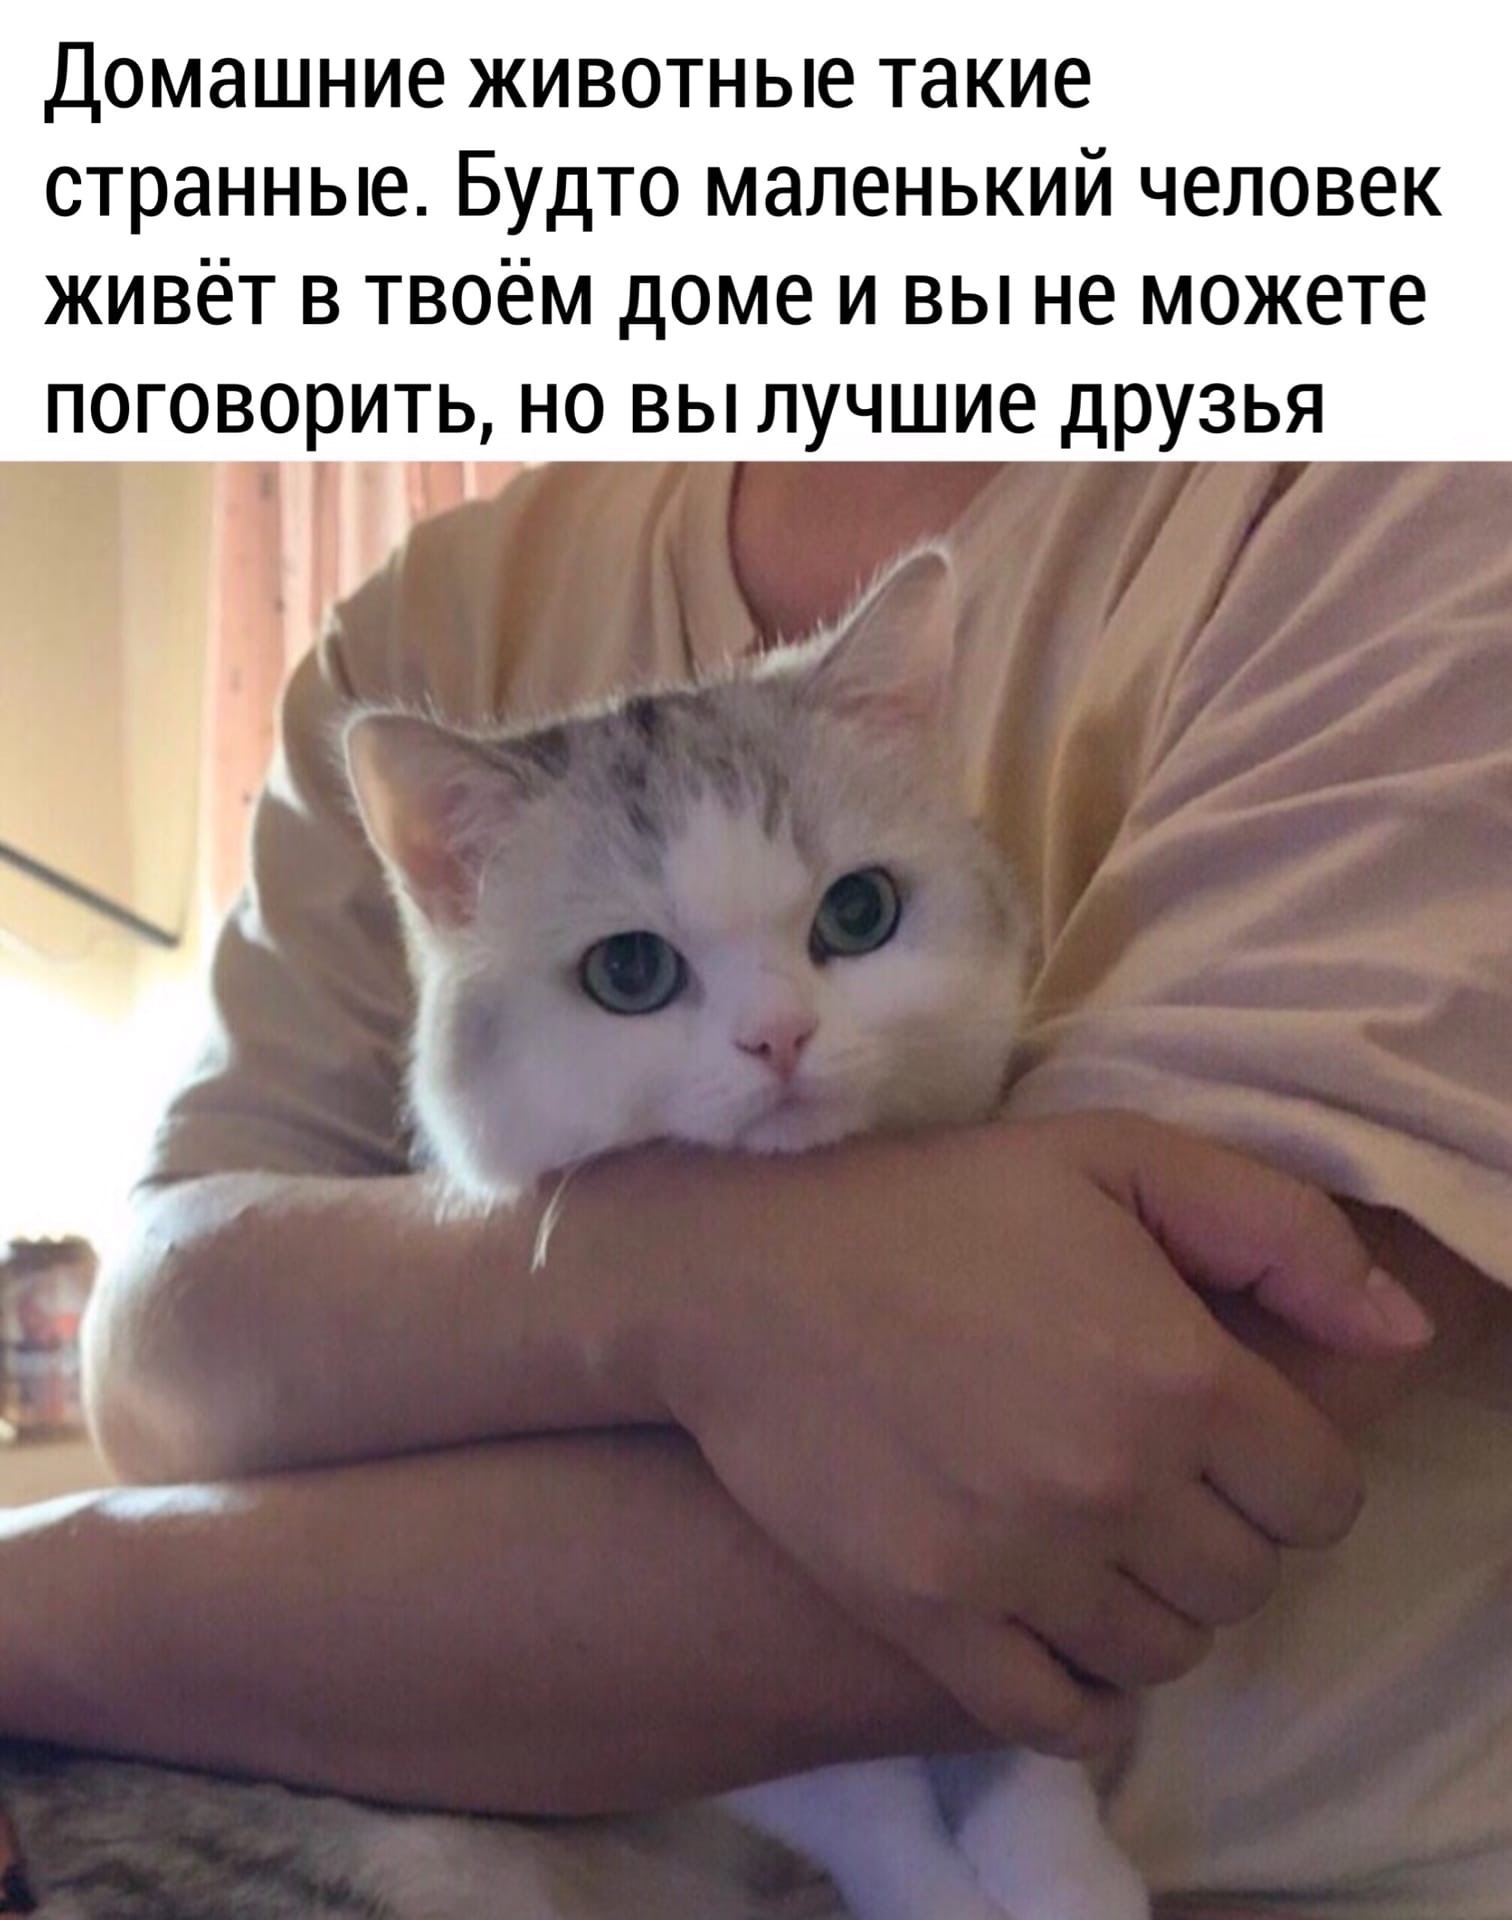 Домашние животные такие
странные. Будто маленький человек
живёт в твоём доме и вы не можете
поговорить, но вы лучшие друзья